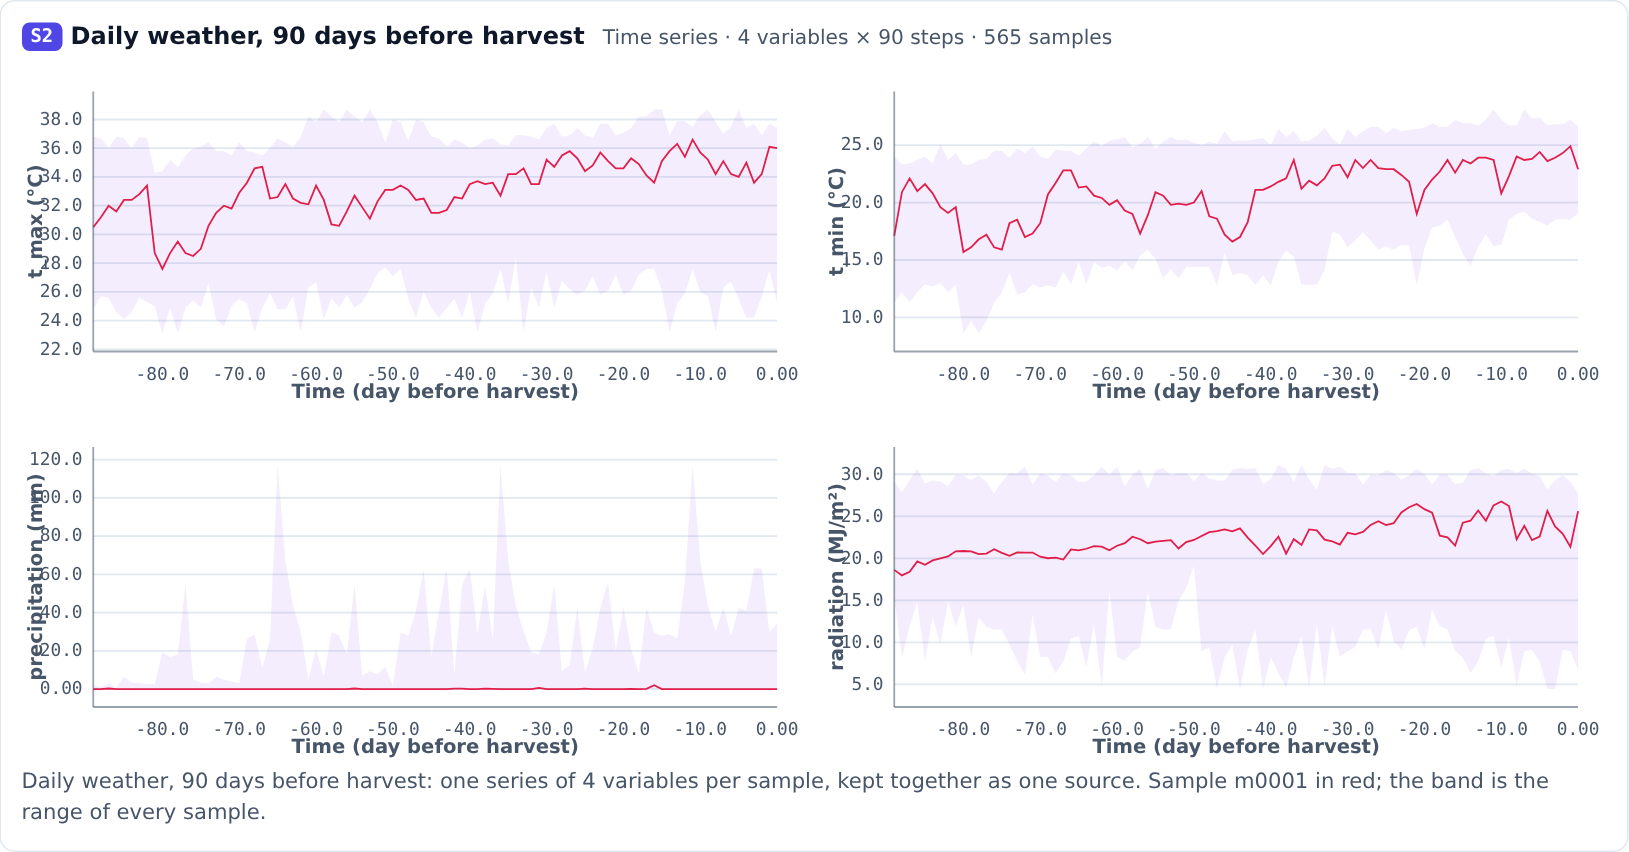 S2 Daily weather, 90 days before harvest Time series · 4 variables × 90 steps · 565 samples
t_max (°C)
38.0
36.0
34.0
32.0
30.0
28.0
26.0
24.0
22.0
-80.0 -70.0 -60.0 -50.0 -40.0 -30.0 -20.0 -10.0 0.00
Time (day before harvest)
t_min (°C)
25.0
20.0
15.0
10.0
-80.0 -70.0 -60.0 -50.0 -40.0 -30.0 -20.0 -10.0 0.00
Time (day before harvest)
precipitation (mm)
120.0
100.0
80.0
60.0
40.0
20.0
0.00
-80.0 -70.0 -60.0 -50.0 -40.0 -30.0 -20.0 -10.0 0.00
Time (day before harvest)
radiation (MJ/m²)
30.0
25.0
20.0
15.0
10.0
5.0
-80.0 -70.0 -60.0 -50.0 -40.0 -30.0 -20.0 -10.0 0.00
Time (day before harvest)
Daily weather, 90 days before harvest: one series of 4 variables per sample, kept together as one source. Sample m0001 in red; the band is the
range of every sample.